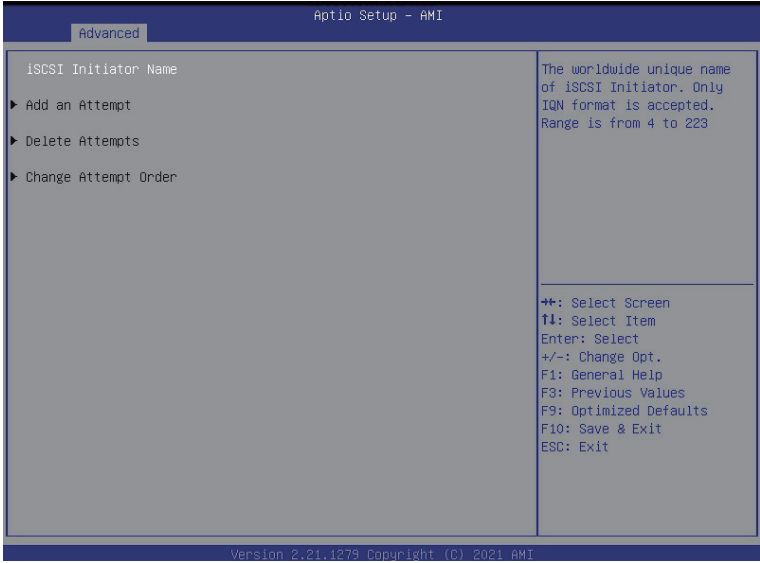 Aptio Setup – AMI
Advanced
iSCSI Initiator Name
▶ Add an Attempt
▶ Delete Attempts
▶ Change Attempt Order
The worldwide unique name
of iSCSI Initiator. Only
IQN format is accepted.
Range is from 4 to 223
→←: Select Screen
↑↓: Select Item
Enter: Select
+/-: Change Opt.
F1: General Help
F3: Previous Values
F9: Optimized Defaults
F10: Save & Exit
ESC: Exit
Version 2.21.1279 Copyright (C) 2021 AMI